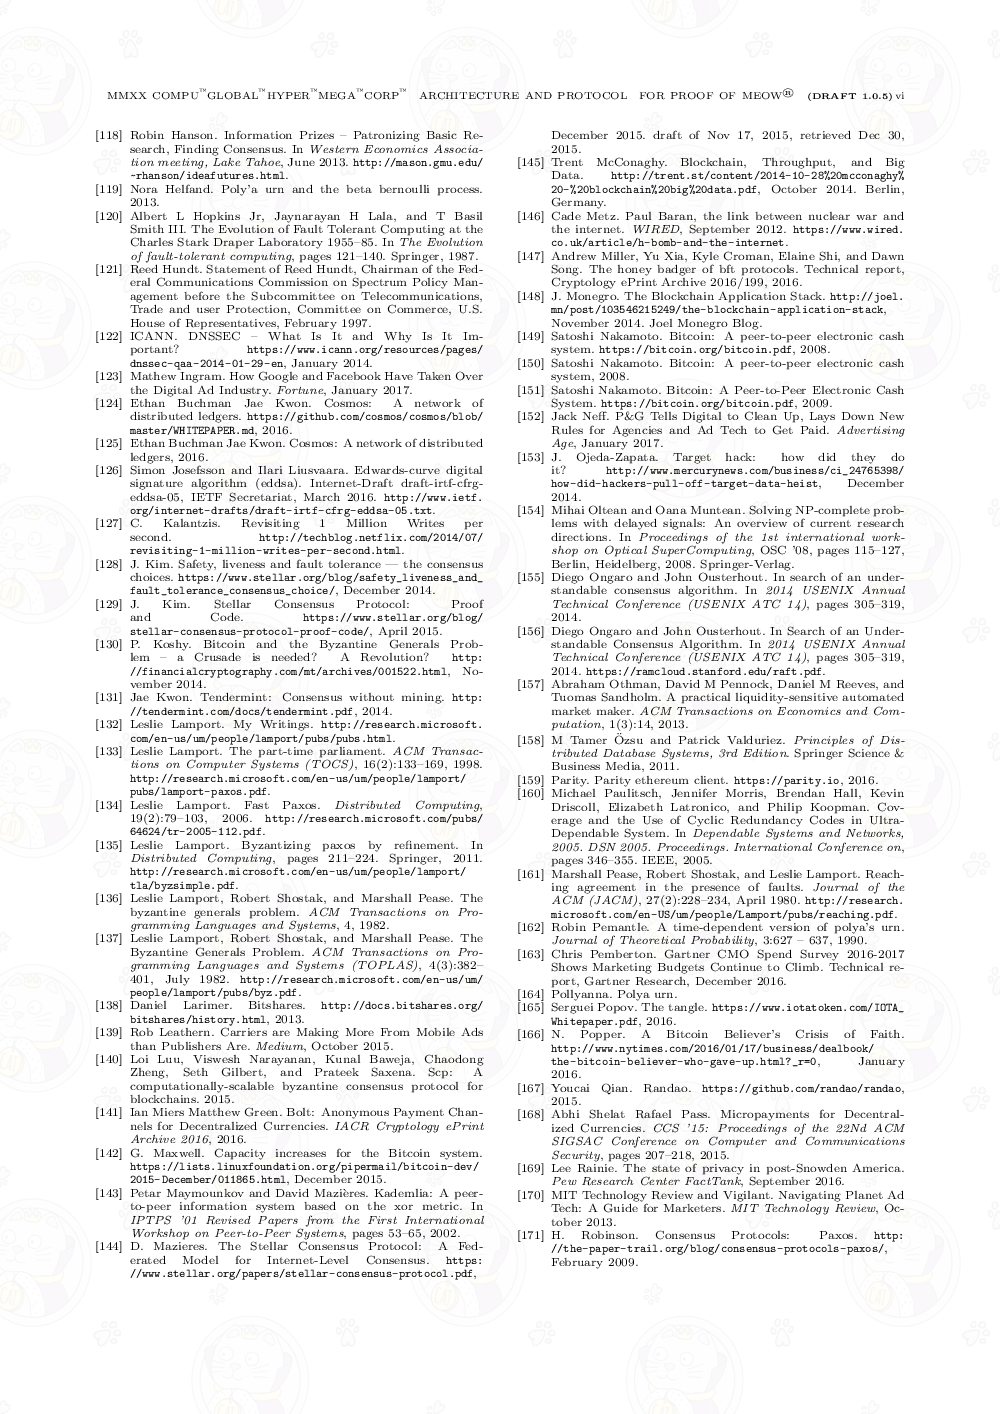 MMXX COMPU™GLOBAL™HYPER™MEGA™CORP™ ARCHITECTURE AND PROTOCOL FOR PROOF OF MEOW® (DRAFT 1.0.5) vi
[118] Robin Hanson. Information Prizes – Patronizing Basic Re-
search, Finding Consensus. In Western Economics Associa-
tion meeting, Lake Tahoe, June 2013. http://mason.gmu.edu/
~rhanson/ideafutures.html.
[119] Nora Helfand. Poly'a urn and the beta bernoulli process.
2013.
[120] Albert L Hopkins Jr, Jaynarayan H Lala, and T Basil
Smith III. The Evolution of Fault Tolerant Computing at the
Charles Stark Draper Laboratory 1955–85. In The Evolution
of fault-tolerant computing, pages 121–140. Springer, 1987.
[121] Reed Hundt. Statement of Reed Hundt, Chairman of the Fed-
eral Communications Commission on Spectrum Policy Man-
agement before the Subcommittee on Telecommunications,
Trade and user Protection, Committee on Commerce, U.S.
House of Representatives, February 1997.
[122] ICANN. DNSSEC – What Is It and Why Is It Im-
portant? https://www.icann.org/resources/pages/
dnssec-qaa-2014-01-29-en, January 2014.
[123] Mathew Ingram. How Google and Facebook Have Taken Over
the Digital Ad Industry. Fortune, January 2017.
[124] Ethan Buchman Jae Kwon. Cosmos: A network of
distributed ledgers. https://github.com/cosmos/cosmos/blob/
master/WHITEPAPER.md, 2016.
[125] Ethan Buchman Jae Kwon. Cosmos: A network of distributed
ledgers, 2016.
[126] Simon Josefsson and Ilari Liusvaara. Edwards-curve digital
signature algorithm (eddsa). Internet-Draft draft-irtf-cfrg-
eddsa-05, IETF Secretariat, March 2016. http://www.ietf.
org/internet-drafts/draft-irtf-cfrg-eddsa-05.txt.
[127] C. Kalantzis. Revisiting 1 Million Writes per
second. http://techblog.netflix.com/2014/07/
revisiting-1-million-writes-per-second.html.
[128] J. Kim. Safety, liveness and fault tolerance — the consensus
choices. https://www.stellar.org/blog/safety_liveness_and_
fault_tolerance_consensus_choice/, December 2014.
[129] J. Kim. Stellar Consensus Protocol: Proof
and Code. https://www.stellar.org/blog/
stellar-consensus-protocol-proof-code/, April 2015.
[130] P. Koshy. Bitcoin and the Byzantine Generals Prob-
lem – a Crusade is needed? A Revolution? http:
//financialcryptography.com/mt/archives/001522.html, No-
vember 2014.
[131] Jae Kwon. Tendermint: Consensus without mining. http:
//tendermint.com/docs/tendermint.pdf, 2014.
[132] Leslie Lamport. My Writings. http://research.microsoft.
com/en-us/um/people/lamport/pubs/pubs.html.
[133] Leslie Lamport. The part-time parliament. ACM Transac-
tions on Computer Systems (TOCS), 16(2):133–169, 1998.
http://research.microsoft.com/en-us/um/people/lamport/
pubs/lamport-paxos.pdf.
[134] Leslie Lamport. Fast Paxos. Distributed Computing,
19(2):79–103, 2006. http://research.microsoft.com/pubs/
64624/tr-2005-112.pdf.
[135] Leslie Lamport. Byzantizing paxos by refinement. In
Distributed Computing, pages 211–224. Springer, 2011.
http://research.microsoft.com/en-us/um/people/lamport/
tla/byzsimple.pdf.
[136] Leslie Lamport, Robert Shostak, and Marshall Pease. The
byzantine generals problem. ACM Transactions on Pro-
gramming Languages and Systems, 4, 1982.
[137] Leslie Lamport, Robert Shostak, and Marshall Pease. The
Byzantine Generals Problem. ACM Transactions on Pro-
gramming Languages and Systems (TOPLAS), 4(3):382–
401, July 1982. http://research.microsoft.com/en-us/um/
people/lamport/pubs/byz.pdf.
[138] Daniel Larimer. Bitshares. http://docs.bitshares.org/
bitshares/history.html, 2013.
[139] Rob Leathern. Carriers are Making More From Mobile Ads
than Publishers Are. Medium, October 2015.
[140] Loi Luu, Viswesh Narayanan, Kunal Baweja, Chaodong
Zheng, Seth Gilbert, and Prateek Saxena. Scp: A
computationally-scalable byzantine consensus protocol for
blockchains. 2015.
[141] Ian Miers Matthew Green. Bolt: Anonymous Payment Chan-
nels for Decentralized Currencies. IACR Cryptology ePrint
Archive 2016, 2016.
[142] G. Maxwell. Capacity increases for the Bitcoin system.
https://lists.linuxfoundation.org/pipermail/bitcoin-dev/
2015-December/011865.html, December 2015.
[143] Petar Maymounkov and David Mazières. Kademlia: A peer-
to-peer information system based on the xor metric. In
IPTPS '01 Revised Papers from the First International
Workshop on Peer-to-Peer Systems, pages 53–65, 2002.
[144] D. Mazieres. The Stellar Consensus Protocol: A Fed-
erated Model for Internet-Level Consensus. https:
//www.stellar.org/papers/stellar-consensus-protocol.pdf,
December 2015. draft of Nov 17, 2015, retrieved Dec 30,
2015.
[145] Trent McConaghy. Blockchain, Throughput, and Big
Data. http://trent.st/content/2014-10-28%20mcconaghy%
20-%20blockchain%20big%20data.pdf, October 2014. Berlin,
Germany.
[146] Cade Metz. Paul Baran, the link between nuclear war and
the internet. WIRED, September 2012. https://www.wired.
co.uk/article/h-bomb-and-the-internet.
[147] Andrew Miller, Yu Xia, Kyle Croman, Elaine Shi, and Dawn
Song. The honey badger of bft protocols. Technical report,
Cryptology ePrint Archive 2016/199, 2016.
[148] J. Monegro. The Blockchain Application Stack. http://joel.
mn/post/103546215249/the-blockchain-application-stack,
November 2014. Joel Monegro Blog.
[149] Satoshi Nakamoto. Bitcoin: A peer-to-peer electronic cash
system. https://bitcoin.org/bitcoin.pdf, 2008.
[150] Satoshi Nakamoto. Bitcoin: A peer-to-peer electronic cash
system, 2008.
[151] Satoshi Nakamoto. Bitcoin: A Peer-to-Peer Electronic Cash
System. https://bitcoin.org/bitcoin.pdf, 2009.
[152] Jack Neff. P&G Tells Digital to Clean Up, Lays Down New
Rules for Agencies and Ad Tech to Get Paid. Advertising
Age, January 2017.
[153] J. Ojeda-Zapata. Target hack: how did they do
it? http://www.mercurynews.com/business/ci_24765398/
how-did-hackers-pull-off-target-data-heist, December
2014.
[154] Mihai Oltean and Oana Muntean. Solving NP-complete prob-
lems with delayed signals: An overview of current research
directions. In Proceedings of the 1st international work-
shop on Optical SuperComputing, OSC '08, pages 115–127,
Berlin, Heidelberg, 2008. Springer-Verlag.
[155] Diego Ongaro and John Ousterhout. In search of an under-
standable consensus algorithm. In 2014 USENIX Annual
Technical Conference (USENIX ATC 14), pages 305–319,
2014.
[156] Diego Ongaro and John Ousterhout. In Search of an Under-
standable Consensus Algorithm. In 2014 USENIX Annual
Technical Conference (USENIX ATC 14), pages 305–319,
2014. https://ramcloud.stanford.edu/raft.pdf.
[157] Abraham Othman, David M Pennock, Daniel M Reeves, and
Tuomas Sandholm. A practical liquidity-sensitive automated
market maker. ACM Transactions on Economics and Com-
putation, 1(3):14, 2013.
[158] M Tamer Özsu and Patrick Valduriez. Principles of Dis-
tributed Database Systems, 3rd Edition. Springer Science &
Business Media, 2011.
[159] Parity. Parity ethereum client. https://parity.io, 2016.
[160] Michael Paulitsch, Jennifer Morris, Brendan Hall, Kevin
Driscoll, Elizabeth Latronico, and Philip Koopman. Cov-
erage and the Use of Cyclic Redundancy Codes in Ultra-
Dependable System. In Dependable Systems and Networks,
2005. DSN 2005. Proceedings. International Conference on,
pages 346–355. IEEE, 2005.
[161] Marshall Pease, Robert Shostak, and Leslie Lamport. Reach-
ing agreement in the presence of faults. Journal of the
ACM (JACM), 27(2):228–234, April 1980. http://research.
microsoft.com/en-US/um/people/Lamport/pubs/reaching.pdf.
[162] Robin Pemantle. A time-dependent version of polya's urn.
Journal of Theoretical Probability, 3:627 – 637, 1990.
[163] Chris Pemberton. Gartner CMO Spend Survey 2016-2017
Shows Marketing Budgets Continue to Climb. Technical re-
port, Gartner Research, December 2016.
[164] Pollyanna. Polya urn.
[165] Serguei Popov. The tangle. https://www.iotatoken.com/IOTA_
Whitepaper.pdf, 2016.
[166] N. Popper. A Bitcoin Believer's Crisis of Faith.
http://www.nytimes.com/2016/01/17/business/dealbook/
the-bitcoin-believer-who-gave-up.html?_r=0, January
2016.
[167] Youcai Qian. Randao. https://github.com/randao/randao,
2015.
[168] Abhi Shelat Rafael Pass. Micropayments for Decentral-
ized Currencies. CCS '15: Proceedings of the 22Nd ACM
SIGSAC Conference on Computer and Communications
Security, pages 207–218, 2015.
[169] Lee Rainie. The state of privacy in post-Snowden America.
Pew Research Center FactTank, September 2016.
[170] MIT Technology Review and Vigilant. Navigating Planet Ad
Tech: A Guide for Marketers. MIT Technology Review, Oc-
tober 2013.
[171] H. Robinson. Consensus Protocols: Paxos. http:
//the-paper-trail.org/blog/consensus-protocols-paxos/,
February 2009.